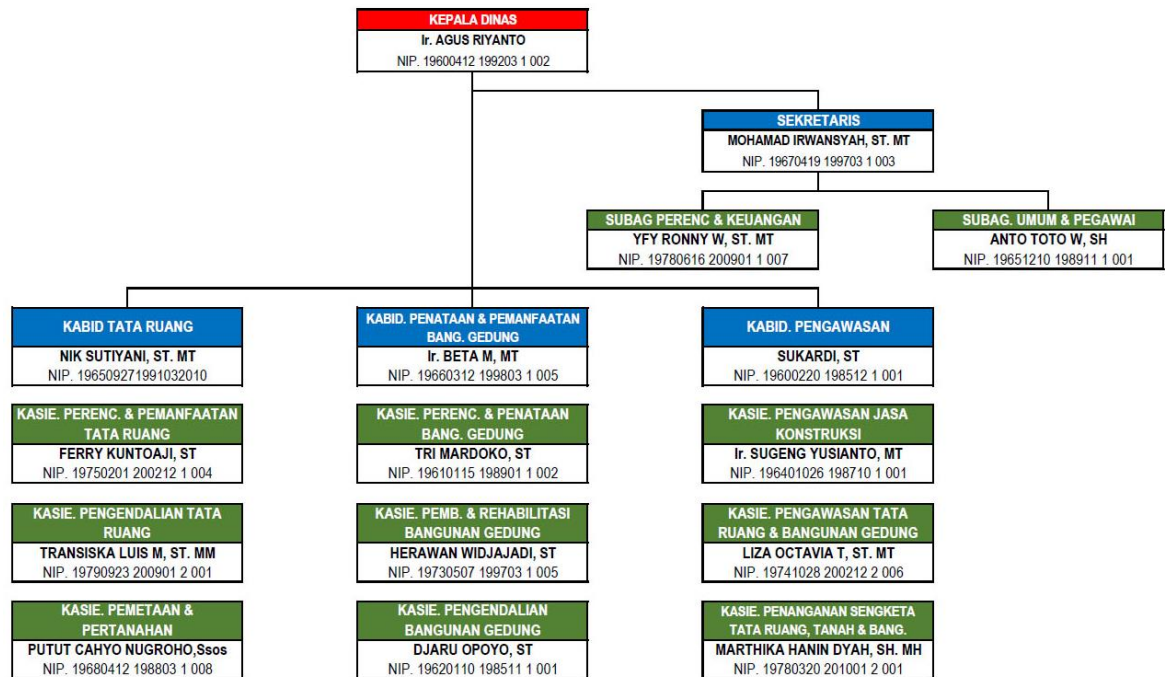 KEPALA DINAS
Ir. AGUS RIYANTO
NIP. 19600412 199203 1 002
SEKRETARIS
MOHAMAD IRWANSYAH, ST. MT
NIP. 19670419 199703 1 003
SUBAG PERENC & KEUANGAN
YFY RONNY W, ST. MT
NIP. 19780616 200901 1 007
SUBAG. UMUM & PEGAWAI
ANTO TOTO W, SH
NIP. 19651210 198911 1 001
KABID TATA RUANG
NIK SUTIYANI, ST. MT
NIP. 196509271991032010
KASIE. PERENC. & PEMANFAATAN
TATA RUANG
FERRY KUNTOAJI, ST
NIP. 19750201 200212 1 004
KASIE. PENGENDALIAN TATA
RUANG
TRANSISKA LUIS M, ST. MM
NIP. 19790923 200901 2 001
KASIE. PEMETAAN &
PERTANAHAN
PUTUT CAHYO NUGROHO,Ssos
NIP. 19680412 198803 1 008
KABID. PENATAAN & PEMANFAATAN
BANG. GEDUNG
Ir. BETA M, MT
NIP. 19660312 199803 1 005
KASIE. PERENC. & PENATAAN
BANG. GEDUNG
TRI MARDOKO, ST
NIP. 19610115 198901 1 002
KASIE. PEMB. & REHABILITASI
BANGUNAN GEDUNG
HERAWAN WIDJAJADI, ST
NIP. 19730507 199703 1 005
KASIE. PENGENDALIAN
BANGUNAN GEDUNG
DJARU OPOYO, ST
NIP. 19620110 198511 1 001
KABID. PENGAWASAN
SUKARDI, ST
NIP. 19600220 198512 1 001
KASIE. PENGAWASAN JASA
KONSTRUKSI
Ir. SUGENG YUSIANTO, MT
NIP. 196401026 198710 1 001
KASIE. PENGAWASAN TATA
RUANG & BANGUNAN GEDUNG
LIZA OCTAVIA T, ST. MT
NIP. 19741028 200212 2 006
KASIE. PENANGANAN SENGKETA
TATA RUANG, TANAH & BANG.
MARTHIKA HANIN DYAH, SH. MH
NIP. 19780320 201001 2 001